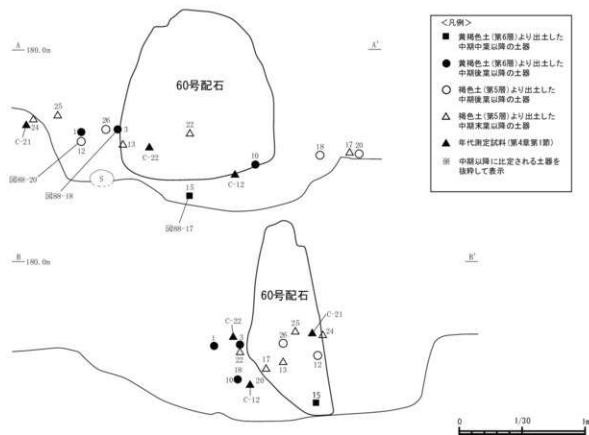 A
180.0m
A'
60号配石
25
24
C-21
1
26
3
12
13
C-22
22
10
C-12
18
17
20
図88-20
図88-18
S
15
図88-17
B
180.0m
B'
60号配石
C-22
C-21
1
3
22
25
24
26
12
17
13
18
10
20
C-12
15
<凡例>
黄褐色土(第6層)より出土した
中期中葉以降の土器
黄褐色土(第6層)より出土した
中期後葉以降の土器
褐色土(第5層)より出土した
中期後葉以降の土器
褐色土(第5層)より出土した
中期末葉以降の土器
年代測定試料(第4章第1節)
※ 中期以降に比定される土器を
抜粋して表示
0 1/30 1m